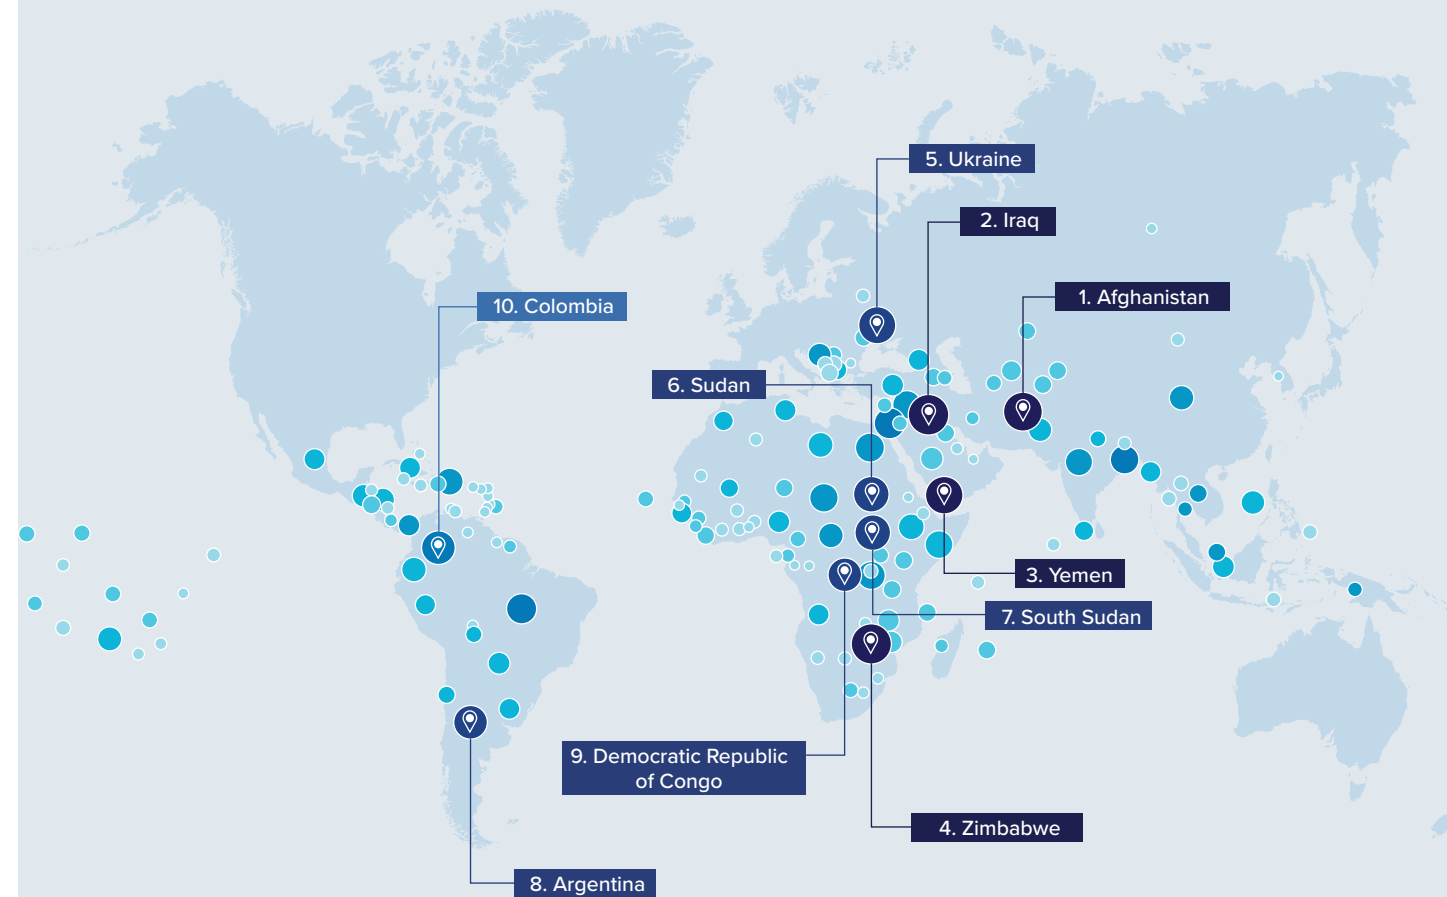 5. Ukraine
2. Iraq
1. Afghanistan
10. Colombia
6. Sudan
3. Yemen
7. South Sudan
9. Democratic Republic
of Congo
4. Zimbabwe
8. Argentina